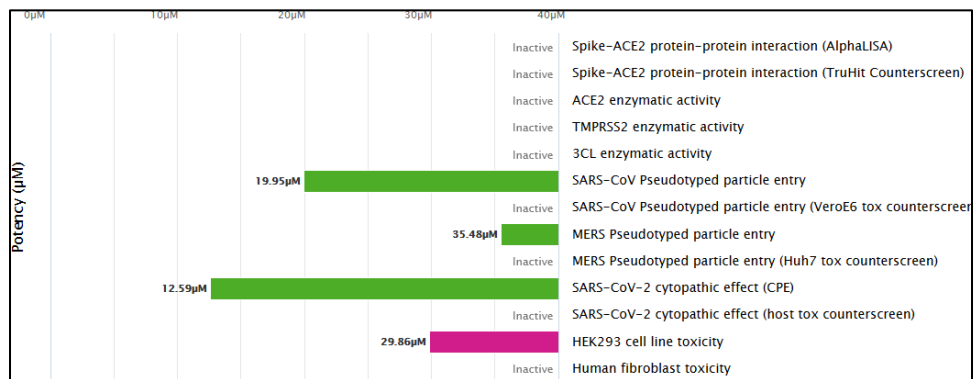 0μM 10μM 20μM 30μM 40μM
Potency (μM)
Inactive Spike-ACE2 protein-protein interaction (AlphaLISA)
Inactive Spike-ACE2 protein-protein interaction (TruHit Counterscreen)
Inactive ACE2 enzymatic activity
Inactive TMPRSS2 enzymatic activity
Inactive 3CL enzymatic activity
19.95μM SARS-CoV Pseudotyped particle entry
Inactive SARS-CoV Pseudotyped particle entry (VeroE6 tox counterscreen
35.48μM MERS Pseudotyped particle entry
Inactive MERS Pseudotyped particle entry (Huh7 tox counterscreen)
12.59μM SARS-CoV-2 cytopathic effect (CPE)
Inactive SARS-CoV-2 cytopathic effect (host tox counterscreen)
29.86μM HEK293 cell line toxicity
Inactive Human fibroblast toxicity